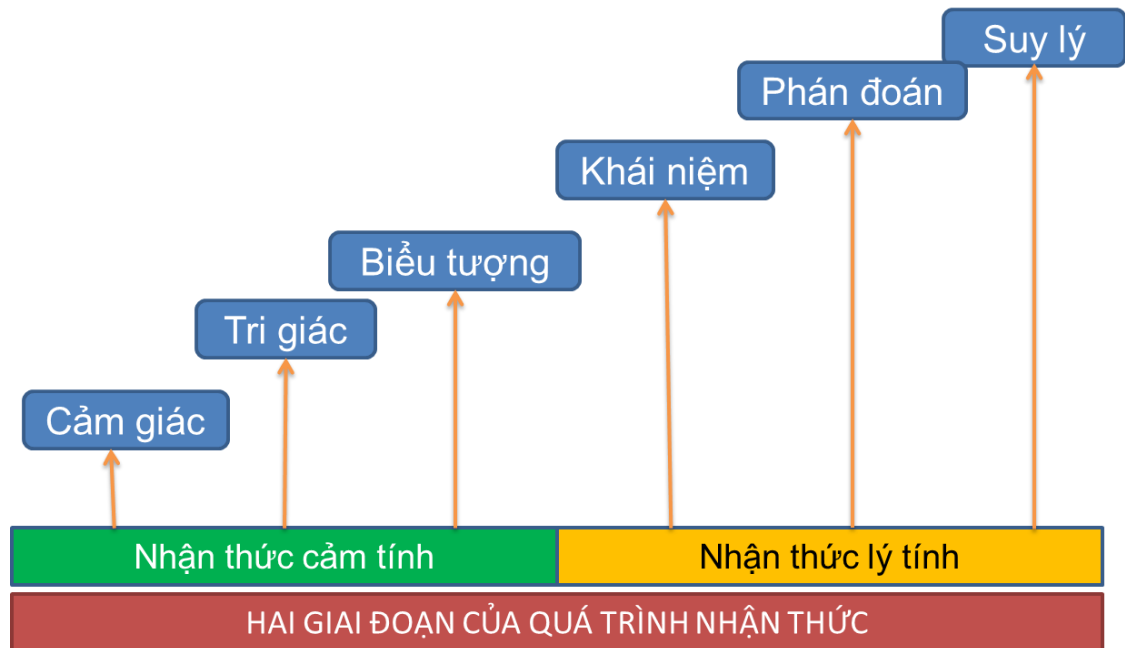 Suy lý
Phán đoán
Khái niệm
Biểu tượng
Tri giác
Cảm giác
Nhận thức cảm tính
Nhận thức lý tính
HAI GIAI ĐOẠN CỦA QUÁ TRÌNH NHẬN THỨC